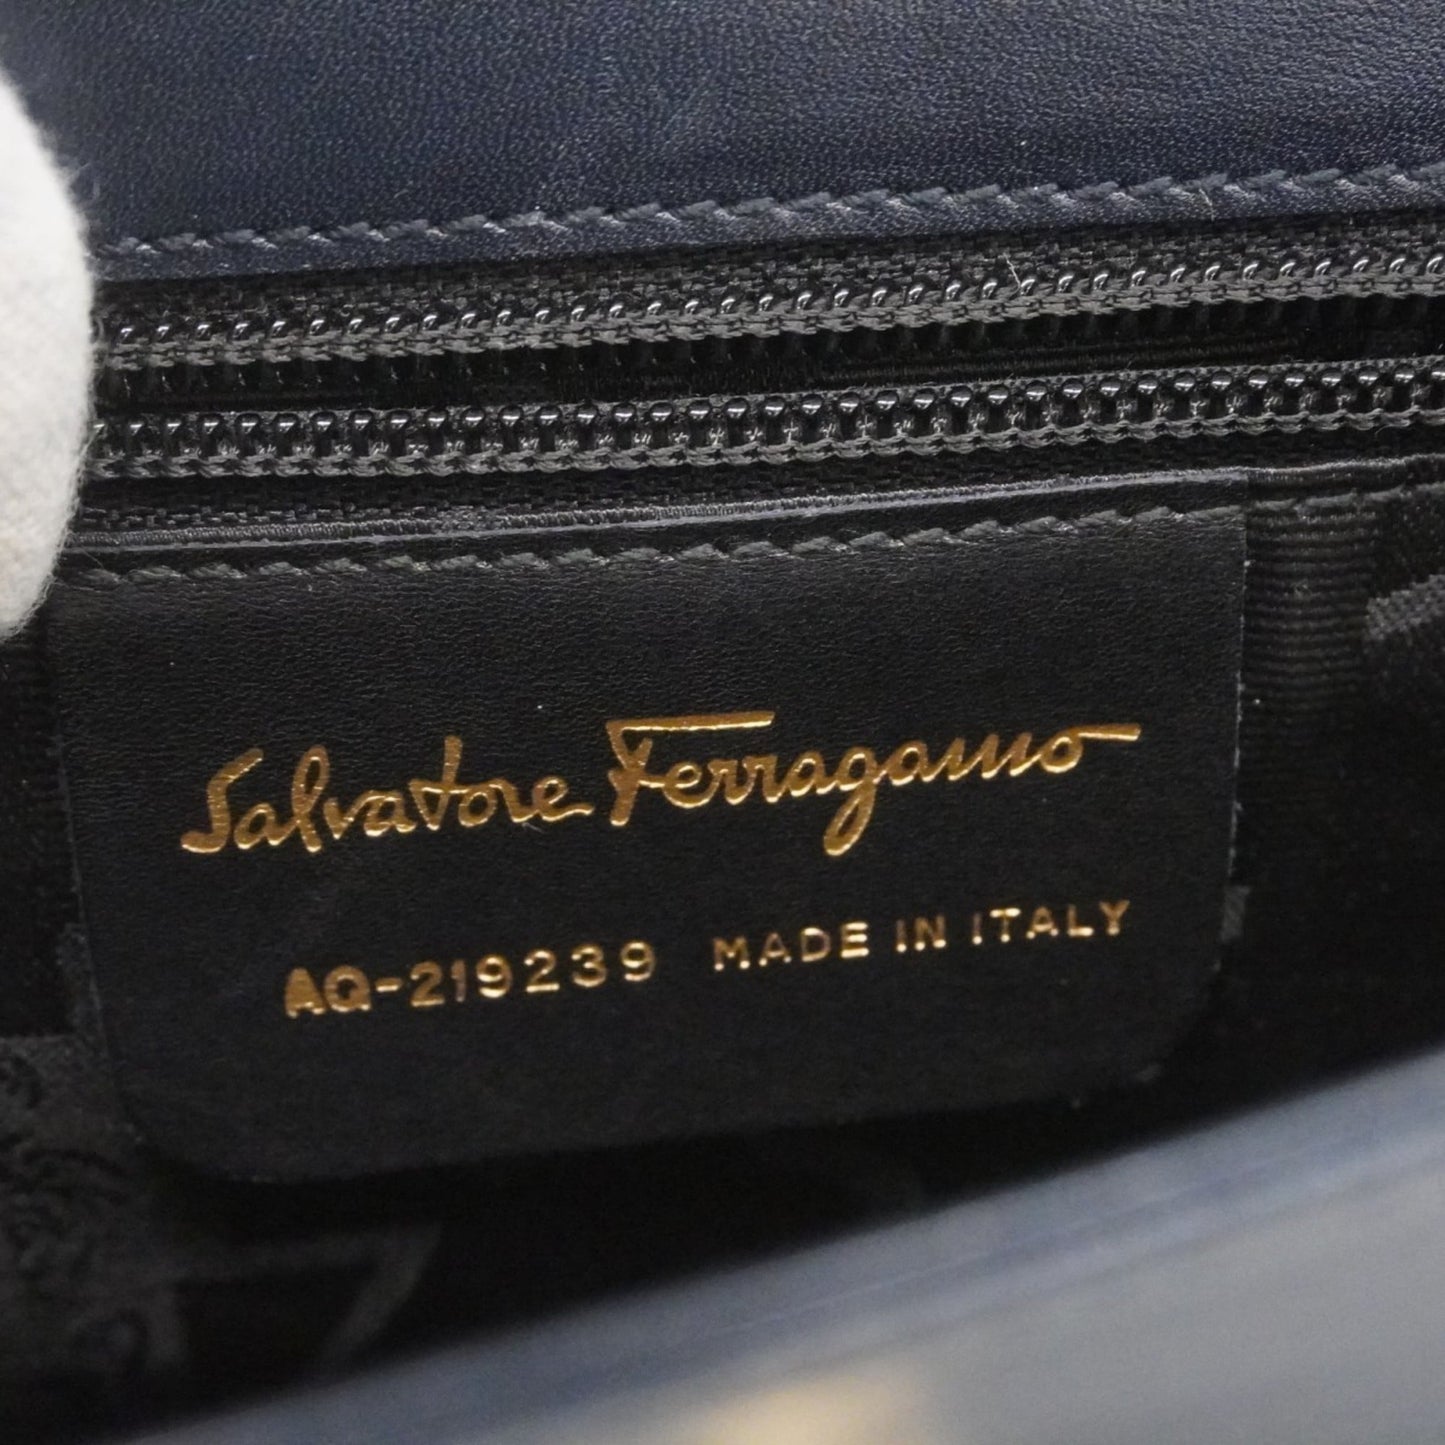 Salvatore Ferragamo
AQ-219239 MADE IN ITALY